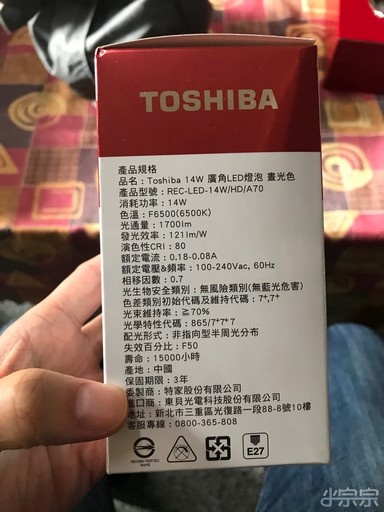 TOSHIBA
產品規格
品名：Toshiba 14W 廣角LED燈泡 晝光色
產品型號：REC-LED-14W/HD/A70
消耗功率：14W
色溫：F6500(6500K)
光通量：1700lm
發光效率：121lm/W
演色性CRI：80
額定電流：0.18-0.08A
額定電壓&頻率：100-240Vac, 60Hz
相移因數：0.7
光生物安全類別：無風險類別(無藍光危害)
色差類別初始代碼及維持代碼：7+,7+
光束維持率：≧70%
光學特性代碼：865/7+7+7
配光形式：非指向型半周光分布
失效百分比：F50
壽命：15000小時
產地：中國
保固期限：3年
委製商：特家股份有限公司
進口商：東貝光電科技股份有限公司
地址：新北市三重區光復路一段88-8號10樓
客服專線：0800-365-808
RoHS
E27
小宗宗